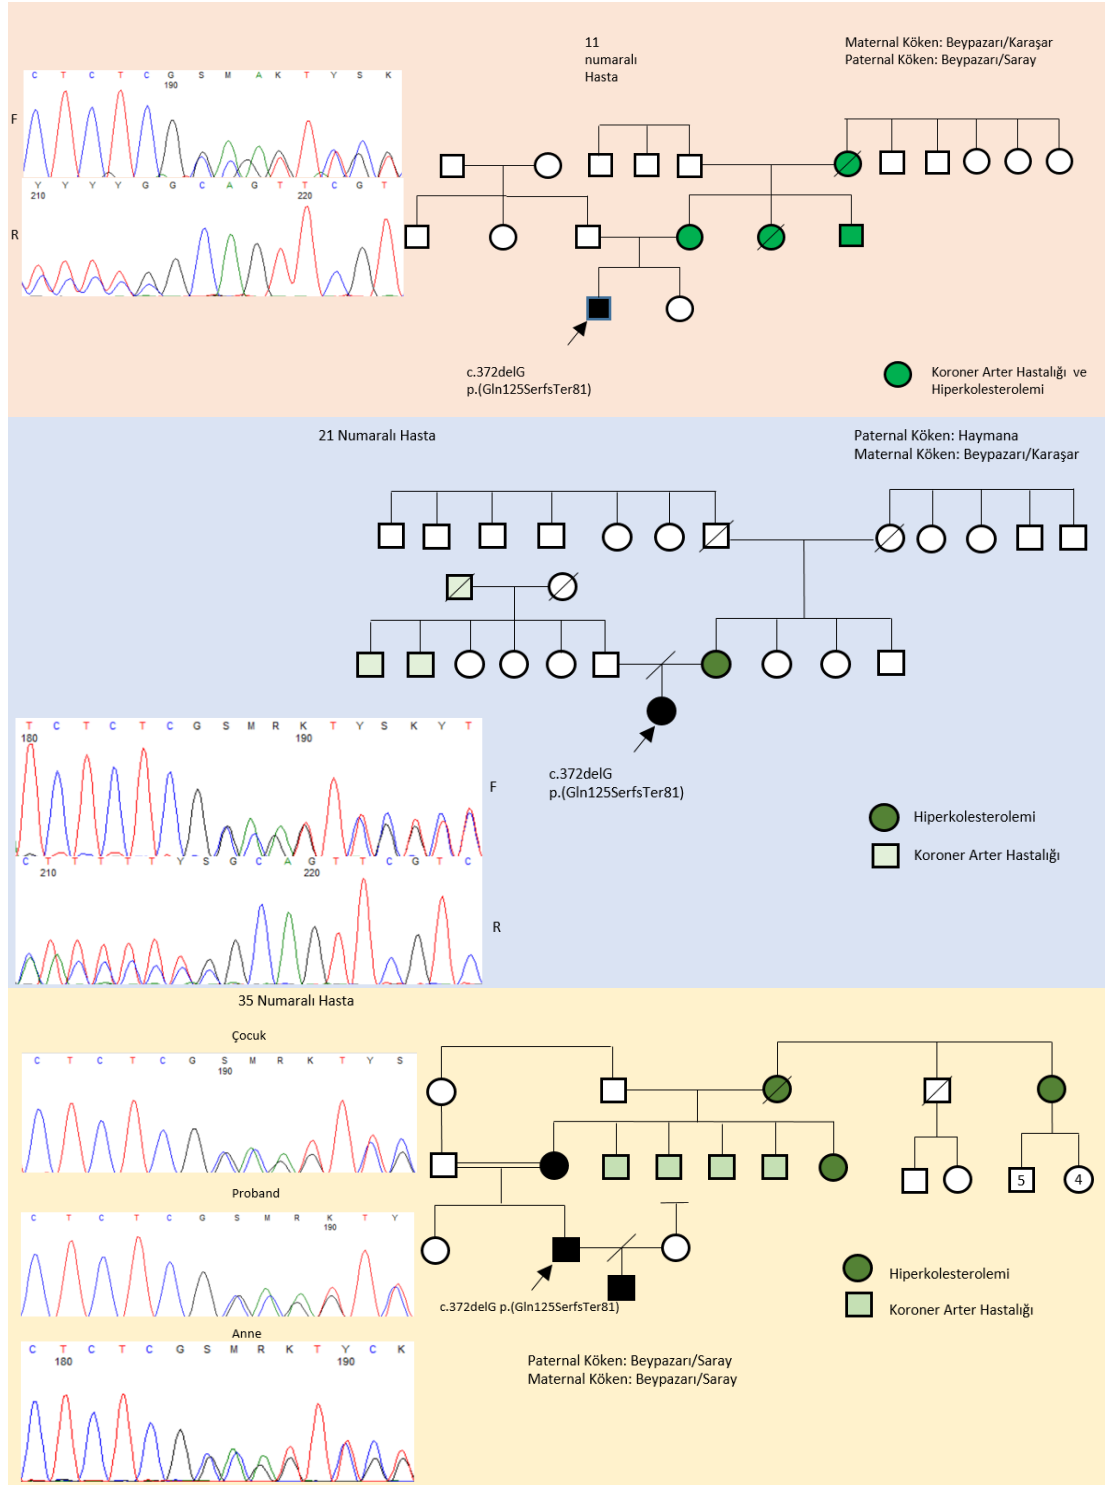 11
numaralı
Hasta
Maternal Köken: Beypazarı/Karaşar
Paternal Köken: Beypazarı/Saray
C T C T C G S M A K T Y S K
190
F
Y Y Y Y G G C A G T T C G T
210 220
R
c.372delG
p.(Gln125SerfsTer81)
Koroner Arter Hastalığı ve
Hiperkolesterolemi
21 Numaralı Hasta
Paternal Köken: Haymana
Maternal Köken: Beypazarı/Karaşar
T C T C T C G S M R K T Y S K Y T
180 190
F
C T T T T Y S G C A G T T C G T C
210 220
R
c.372delG
p.(Gln125SerfsTer81)
Hiperkolesterolemi
Koroner Arter Hastalığı
35 Numaralı Hasta
Çocuk
C T C T C G S M R K T Y S
190
Proband
C T C T C G S M R K T Y
190
Anne
C T C T C G S M R K T Y C K
180 190
5 4
c.372delG p.(Gln125SerfsTer81)
Hiperkolesterolemi
Koroner Arter Hastalığı
Paternal Köken: Beypazarı/Saray
Maternal Köken: Beypazarı/Saray